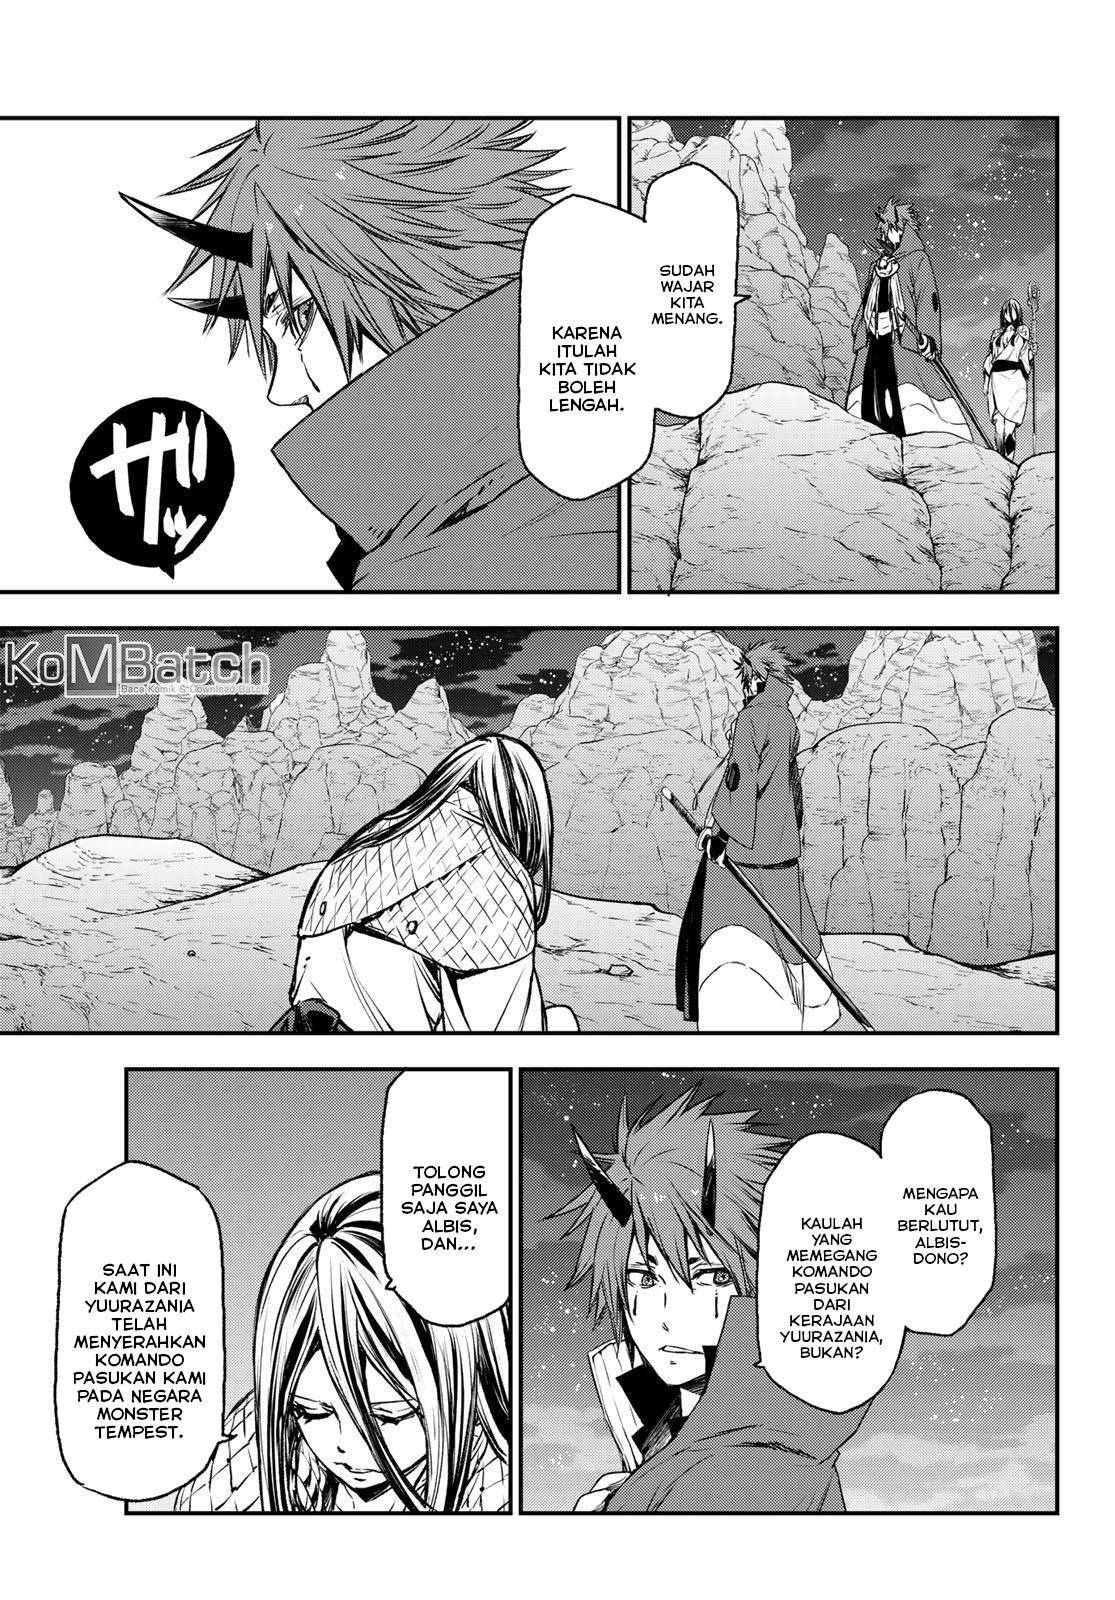 SUDAH
WAJAR
KITA
MENANG.
KARENA
ITULAH
KITA TIDAK
BOLEH
LENGAH.
ザッ
KoMBatch
Baca Komik & Download Batch
MENGAPA
KAU
BERLUTUT,
ALBIS-
DONO?
KAULAH
YANG
MEMEGANG
KOMANDO
PASUKAN
DARI
KERAJAAN
YUURAZANIA,
BUKAN?
TOLONG
PANGGIL
SAJA SAYA
ALBIS,
DAN...
SAAT INI
KAMI DARI
YUURAZANIA
TELAH
MENYERAHKAN
KOMANDO
PASUKAN KAMI
PADA NEGARA
MONSTER
TEMPEST.